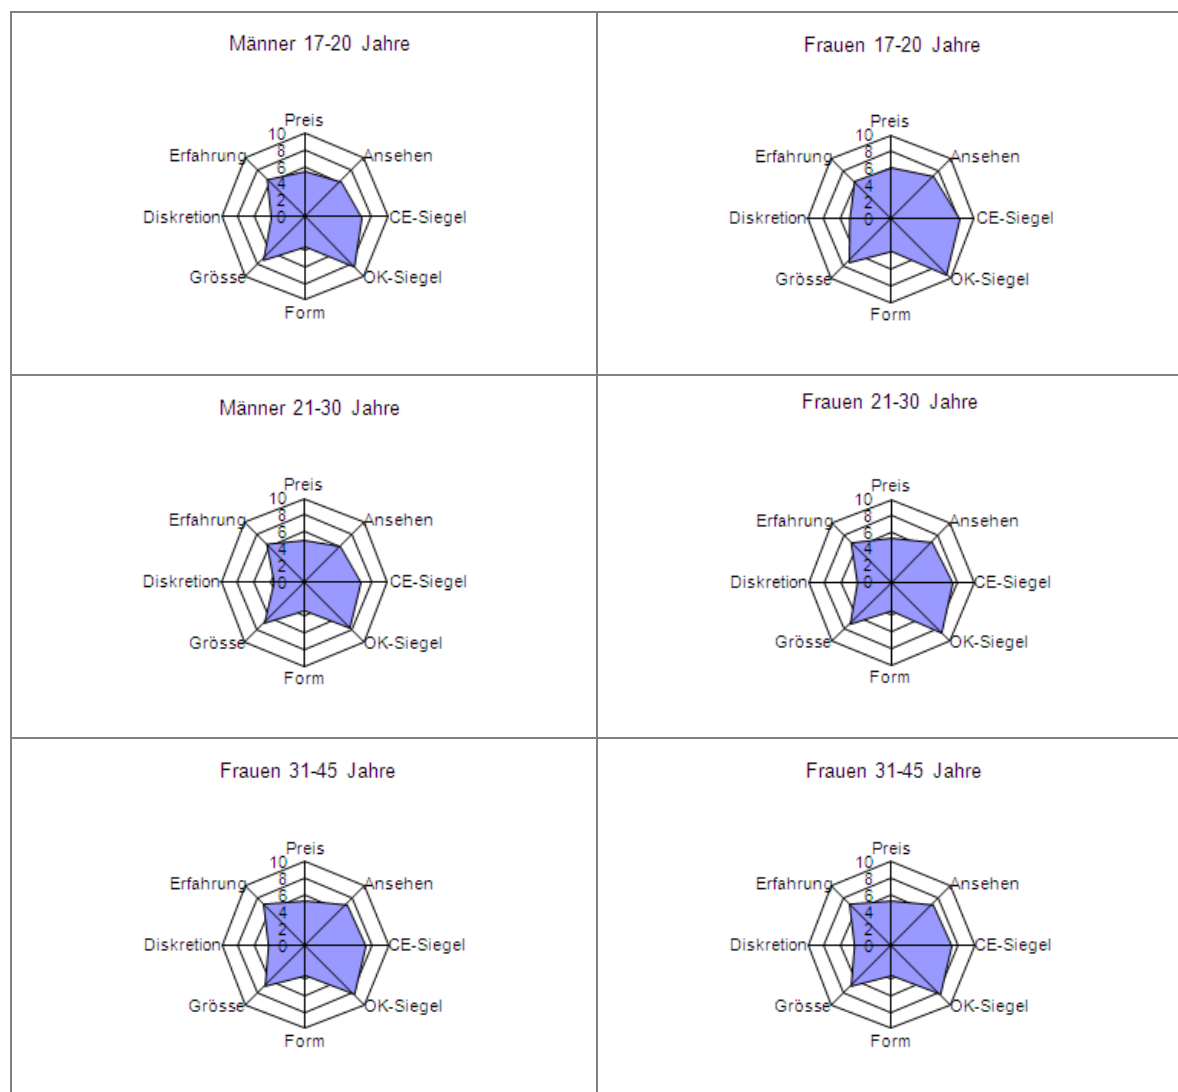 Männer 17-20 Jahre
Preis
10
Erfahrung
8
Ansehen
6
4
2
Diskretion
0
CE-Siegel
Grösse
OK-Siegel
Form
Frauen 17-20 Jahre
Preis
10
Erfahrung
8
Ansehen
6
4
2
Diskretion
0
CE-Siegel
Grösse
OK-Siegel
Form
Männer 21-30 Jahre
Preis
10
Erfahrung
8
Ansehen
6
4
2
Diskretion
0
CE-Siegel
Grösse
OK-Siegel
Form
Frauen 21-30 Jahre
Preis
10
Erfahrung
8
Ansehen
6
4
2
Diskretion
0
CE-Siegel
Grösse
OK-Siegel
Form
Frauen 31-45 Jahre
Preis
10
Erfahrung
8
Ansehen
6
4
2
Diskretion
0
CE-Siegel
Grösse
OK-Siegel
Form
Frauen 31-45 Jahre
Preis
10
Erfahrung
8
Ansehen
6
4
2
Diskretion
0
CE-Siegel
Grösse
OK-Siegel
Form